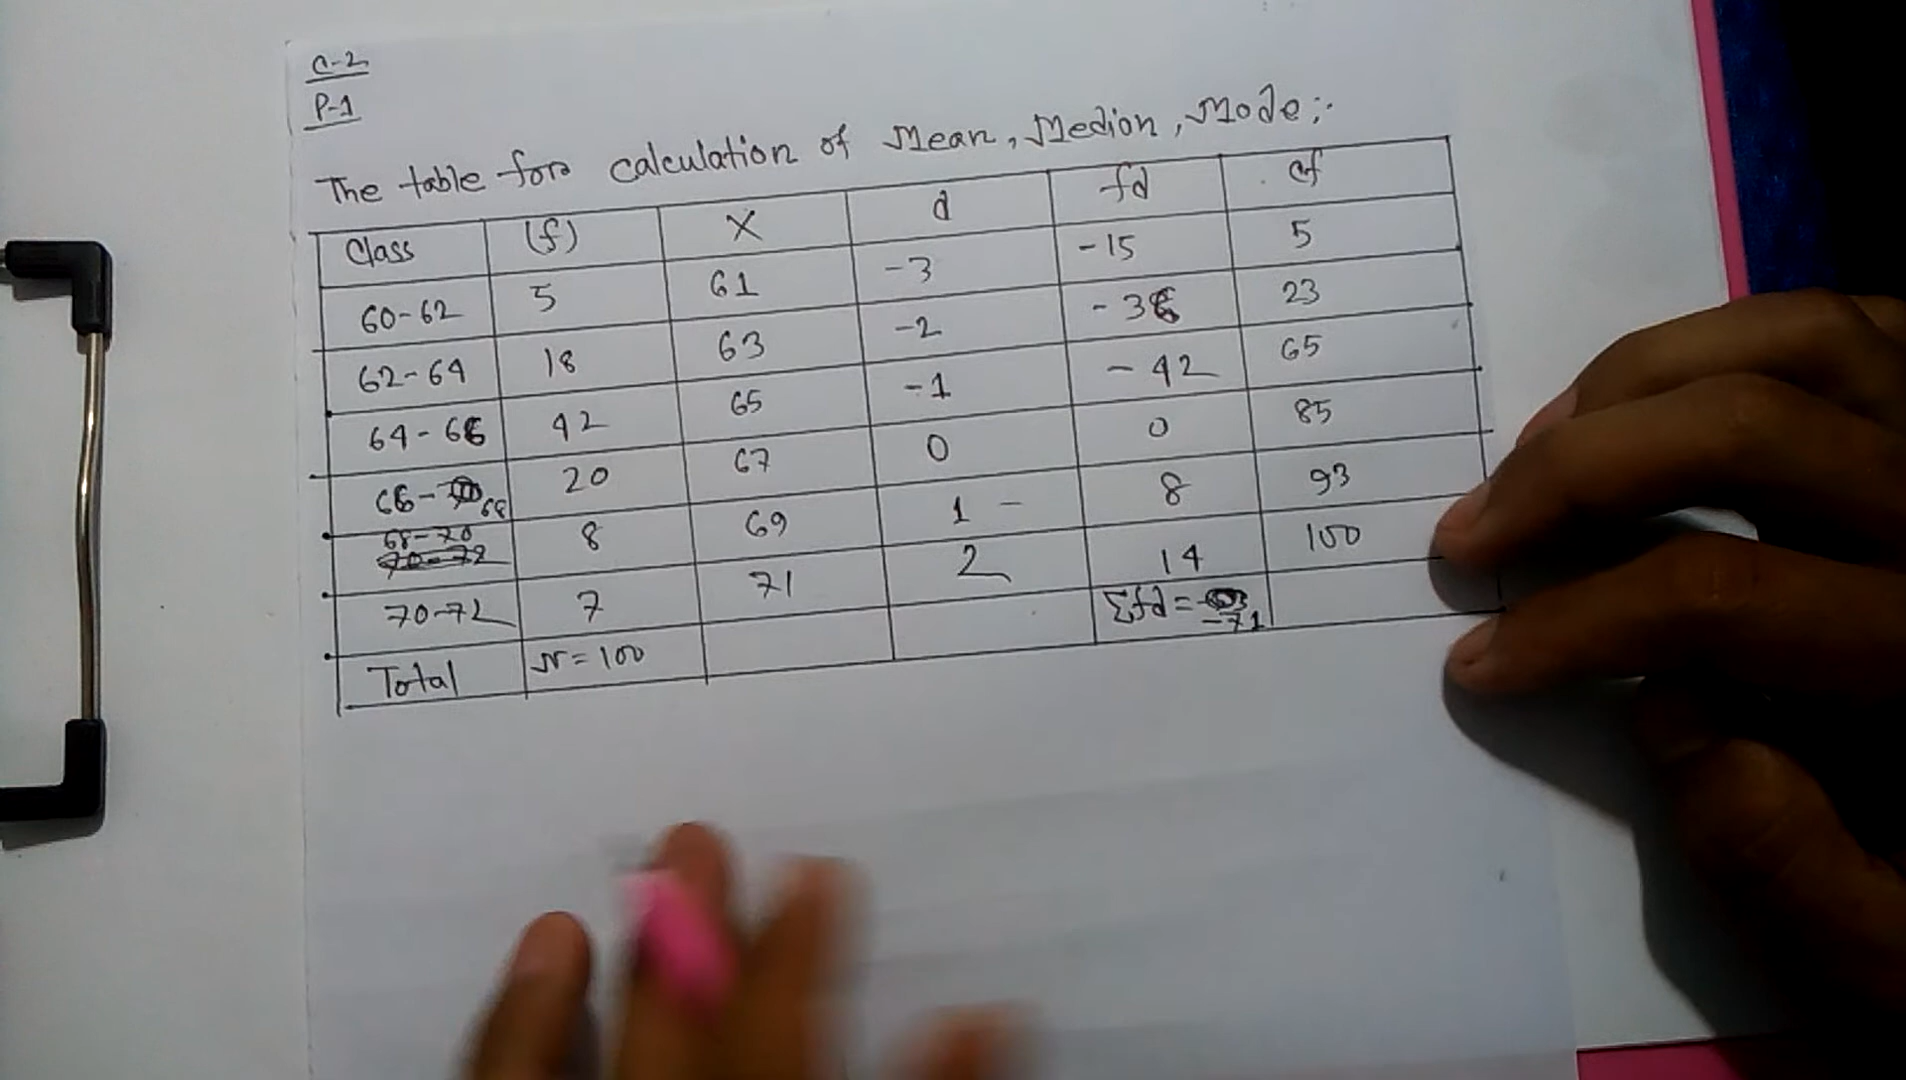 C-2
P-1
The table for calculation of Mean, Median, Mode:-
Class (f) X d fd cf
60-62 5 61 -3 -15 5
62-64 18 63 -2 -36 23
64-66 42 65 -1 -42 65
66-68 20 67 0 0 85
68-70 8 69 1 - 8 93
70-72 7 71 2 14 100
Total N=100 Σfd = -71